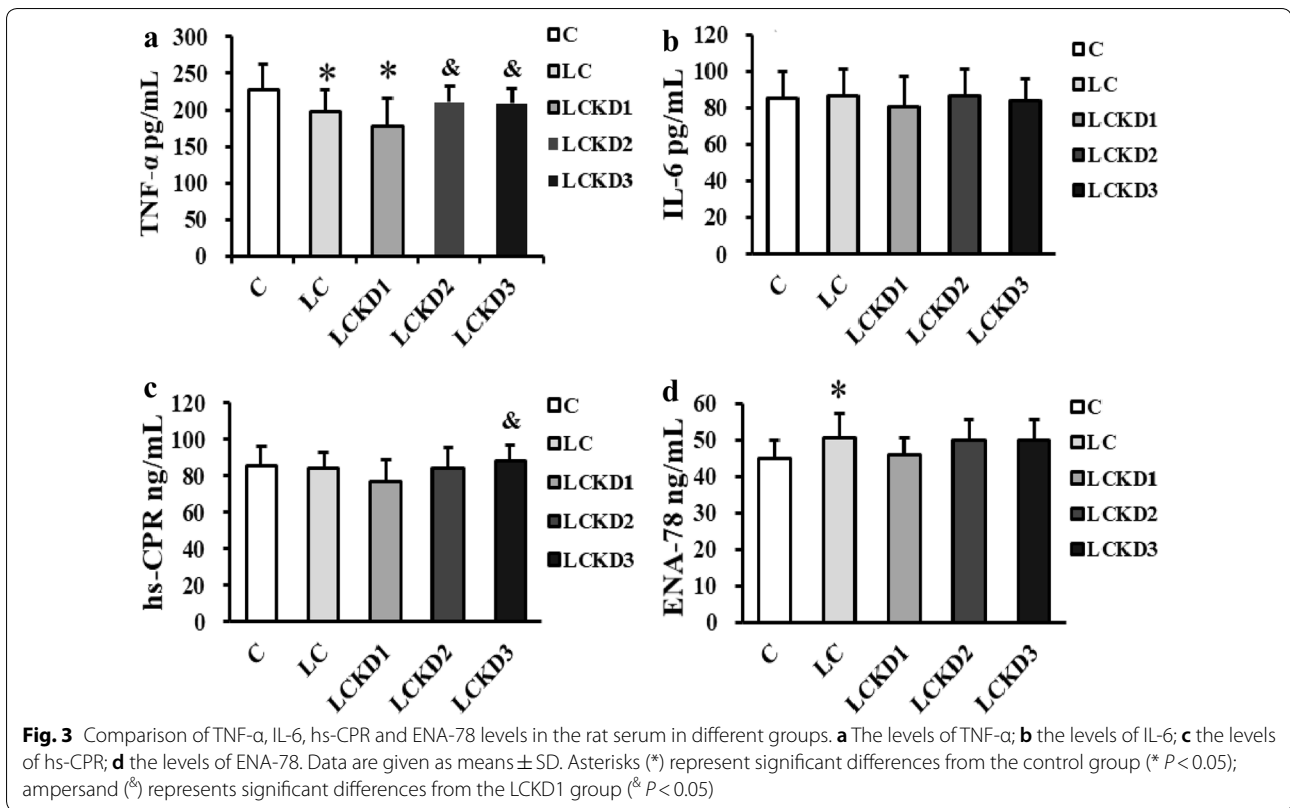 a
300
250
200
150
100
50
0
TNF-α pg/mL
* * & &
C
LC
LCKD1
LCKD2
LCKD3
C
LC
LCKD1
LCKD2
LCKD3
b
120
100
80
60
40
20
0
IL-6 pg/mL
C
LC
LCKD1
LCKD2
LCKD3
C
LC
LCKD1
LCKD2
LCKD3
c
120
100
80
60
40
20
0
hs-CPR ng/mL
&
C
LC
LCKD1
LCKD2
LCKD3
C
LC
LCKD1
LCKD2
LCKD3
d
60
50
40
30
20
10
0
ENA-78 ng/mL
*
C
LC
LCKD1
LCKD2
LCKD3
C
LC
LCKD1
LCKD2
LCKD3
Fig. 3 Comparison of TNF-α, IL-6, hs-CPR and ENA-78 levels in the rat serum in different groups. a The levels of TNF-α; b the levels of IL-6; c the levels
of hs-CPR; d the levels of ENA-78. Data are given as means ± SD. Asterisks (*) represent significant differences from the control group (* P < 0.05);
ampersand (&) represents significant differences from the LCKD1 group (& P < 0.05)